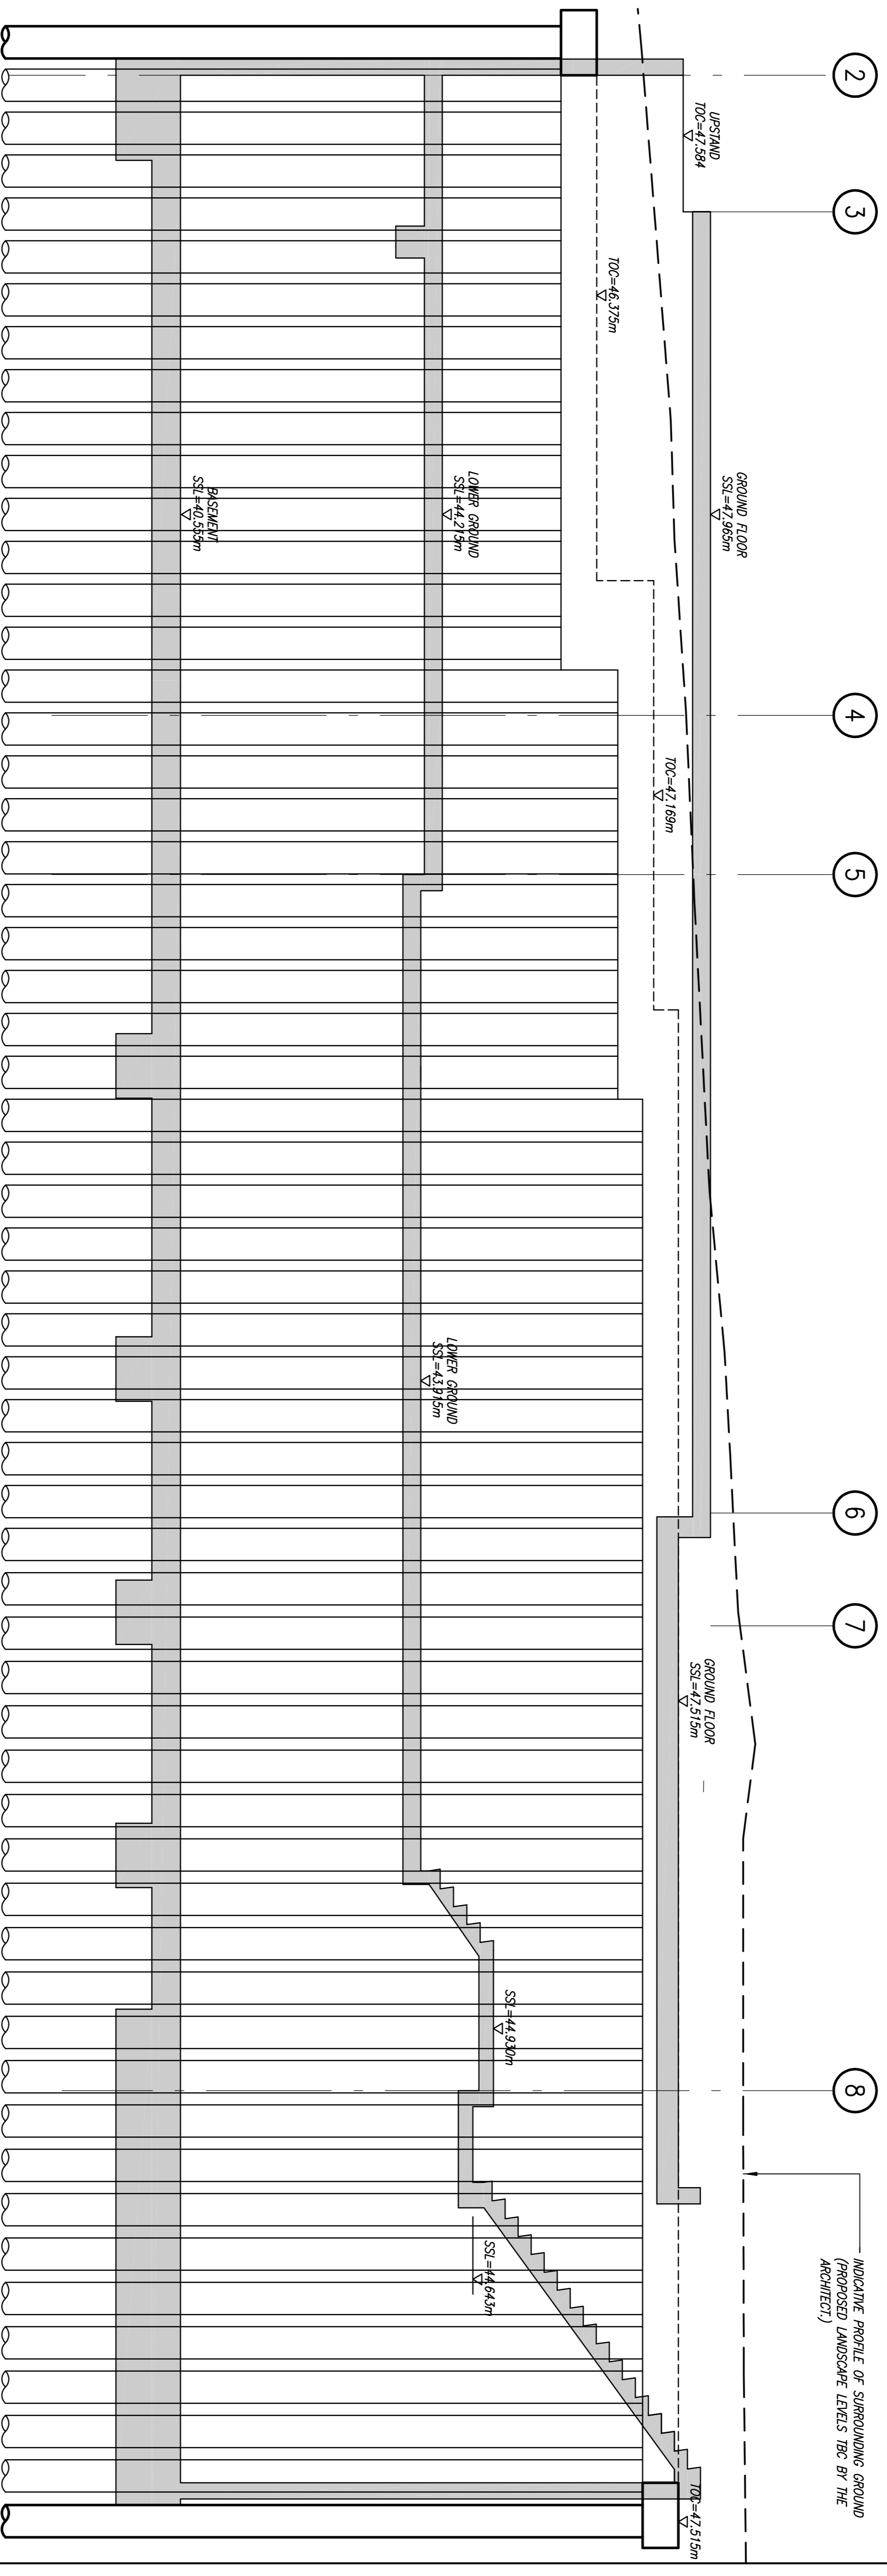 2
3
4
5
6
7
8
UPSTAND
TOC=47.584
TOC=46.375m
GROUND FLOOR
SSL=47.965m
LOWER GROUND
SSL=44.215m
BASEMENT
SSL=40.555m
TOC=47.169m
LOWER GROUND
SSL=43.915m
GROUND FLOOR
SSL=47.515m
SSL=44.930m
SSL=44.643m
TOC=47.515m
INDICATIVE PROFILE OF SURROUNDING GROUND
(PROPOSED LANDSCAPE LEVELS TBC BY THE
ARCHITECT.)